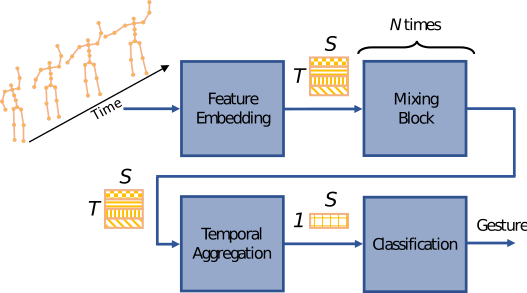 N times
S
T
Time
Feature
Embedding
Mixing
Block
S
T
S
1
Temporal
Aggregation
Classification
Gesture